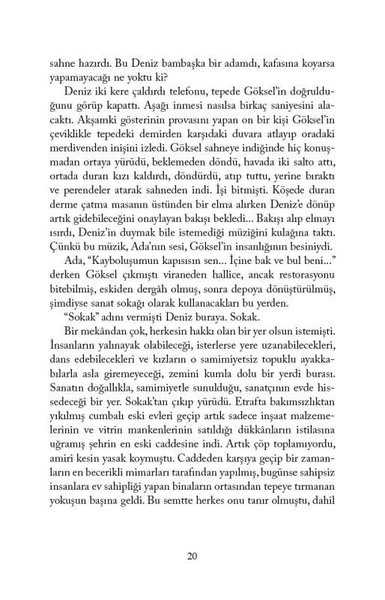 sahne hazırdı. Bu Deniz bambaşka bir adamdı, kafasına koyarsa
yapamayacağı ne yoktu ki?
Deniz iki kere çaldırdı telefonu, tepede Göksel’in doğruldu-
ğunu görüp kapattı. Aşağı inmesi nasılsa birkaç saniyesini ala-
caktı. Akşamki gösterinin provasını yapan on bir kişi Göksel’in
çeviklikle tepedeki demirden karşıdaki duvara atlayıp oradaki
merdivenden inişini izledi. Göksel sahneye indiğinde hiç konuş-
madan ortaya yürüdü, beklemeden döndü, havada iki salto attı,
ortada duran kızı kaldırdı, döndürdü, atıp tuttu, yerine bıraktı
ve perendeler atarak sahneden indi. İşi bitmişti. Köşede duran
derme çatma masanın üstünden bir elma alırken Deniz’e dönüp
artık gidebileceğini onaylayan bakışı bekledi... Bakışı alıp elmayı
ısırdı, Deniz’in duymak bile istemediği müziğini kulağına taktı.
Çünkü bu müzik, Ada’nın sesi, Göksel’in insanlığının besiniydi.
Ada, “Kayboluşumun kapısısın sen... İçine bak ve bul beni...”
derken Göksel çıkmıştı viraneden hallice, ancak restorasyonu
bitebilmiş, eskiden dergâh olmuş, sonra depoya dönüştürülmüş,
şimdiyse sanat sokağı olarak kullanacakları bu yerden.
“Sokak” adını vermişti Deniz buraya. Sokak.
Bir mekândan çok, herkesin hakkı olan bir yer olsun istemişti.
İnsanların yalınayak olabileceği, isterlerse yere uzanabilecekleri,
dans edebilecekleri ve kızların o samimiyetsiz topuklu ayakka-
bılarla asla giremeyeceği, zemini kumla dolu bir yerdi burası.
Sanatın doğallıkla, samimiyetle sunulduğu, sanatçının evde his-
sedeceği bir yer. Sokak’tan çıkıp yürüdü. Etrafta bakımsızlıktan
yıkılmış cumbalı eski evleri geçip artık sadece inşaat malzeme-
lerinin ve vitrin mankenlerinin satıldığı dükkânların istilasına
uğramış şehrin en eski caddesine indi. Artık çöp toplamıyordu,
amiri kesin yasak koymuştu. Caddeden karşıya geçip bir zaman-
ların en becerikli mimarları tarafından yapılmış, bugünse sahipsiz
insanlara ev sahipliği yapan binaların ortasından tepeye tırmanan
yokuşun başına geldi. Bu semtte herkes onu tanır olmuştu, dahil
20